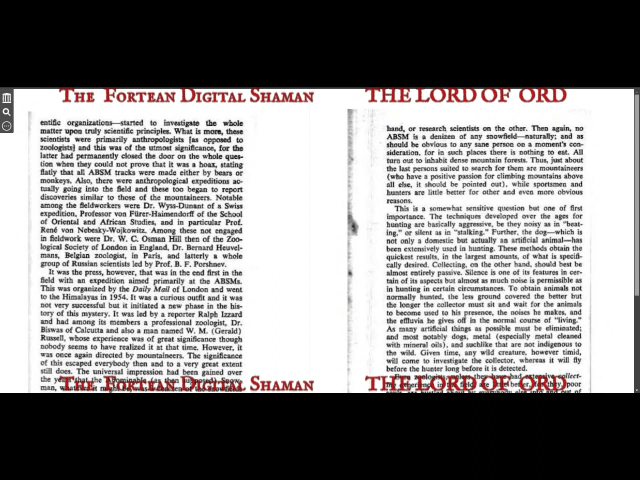 THE FORTEAN DIGITAL SHAMAN
entific organizations—started to investigate the whole
matter upon truly scientific principles. What is more, these
scientists were primarily anthropologists [as opposed to
zoologists] and this was of the utmost significance, for
the latter had permanently closed the door on the whole ques-
tion when they could not prove that it was a hoax, stating
flatly that all ABSM tracks were made either by bears or
monkeys. Also, there were anthropological expeditions ac-
tually going into the field and these too began to report
discoveries similar to those of the mountaineers. Notable
among the fieldworkers were Dr. Wyss-Dunant of a Swiss
expedition, Professor von Fürer-Haimendorff of the School
of Oriental and African Studies, and in particular Prof.
René von Nebesky-Wojkowitz. Among these not engaged
in fieldwork were Dr. W. C. Osman Hill then of the Zoo-
logical Society of London in England, Dr. Bernard Heuvel-
mans, Belgian zoologist, in Paris, and latterly a whole
group of Russian scientists led by Prof. B. F. Porshnev.
It was the press, however, that was in the end first in the
field with an expedition aimed primarily at the ABSMs.
This was organized by the Daily Mail of London and went
to the Himalayas in 1954. It was a curious outfit and it was
not very successful but it initiated a new phase in the his-
tory of this mystery. It was led by a reporter Ralph Izzard
and had among its members a professional zoologist, Dr.
Biswas of Calcutta and also a man named W. M. (Gerald)
Russell, whose experience was of great significance though
nobody seems to have realized it at that time. However, it
was once again directed by mountaineers. The significance
of this escaped everybody then and to a very great extent
still does. The universal impression had been gained over
THE FORTEAN DIGITAL SHAMAN
THE LORD OF ORD
hand, or research scientists on the other. Then again, no
ABSM is a denizen of any snowfield—naturally; and as
should be obvious to any sane person on a moment's con-
sideration, for in such places there is nothing to eat. All
turn out to inhabit dense mountain forests. Thus, just about
the last persons suited to search for them are mountaineers
(who have a positive passion for climbing mountains above
all else, it should be pointed out), while sportsmen and
hunters are little better for other and even more obvious
reasons.
This is a somewhat sensitive question but one of first
importance. The techniques developed over the ages for
hunting are basically aggressive, be they noisy as in "beat-
ing," or silent as in "stalking." Further, the dog—which is
not only a domestic but actually an artificial animal—has
been extensively used in hunting. These methods obtain the
quickest results, in the largest amounts, of what is specifi-
cally desired. Collecting, on the other hand, should best be
almost entirely passive. Silence is one of its features in cer-
tain of its aspects but almost as much noise is permissible as
in hunting in certain circumstances. To obtain animals not
normally hunted, the less ground covered the better but
the longer the collector must sit and wait for the animals
to become used to his presence, the noises he makes, and
the effluvia he gives off in the normal course of "living."
As many artificial things as possible must be eliminated;
and most notably dogs, metal (especially metal cleaned
with mineral oils), and suchlike that are not indigenous to
the wild. Given time, any wild creature, however timid,
will come to investigate the collector, whereas it will fly
before the hunter long before it is detected.
THE LORD OF ORD